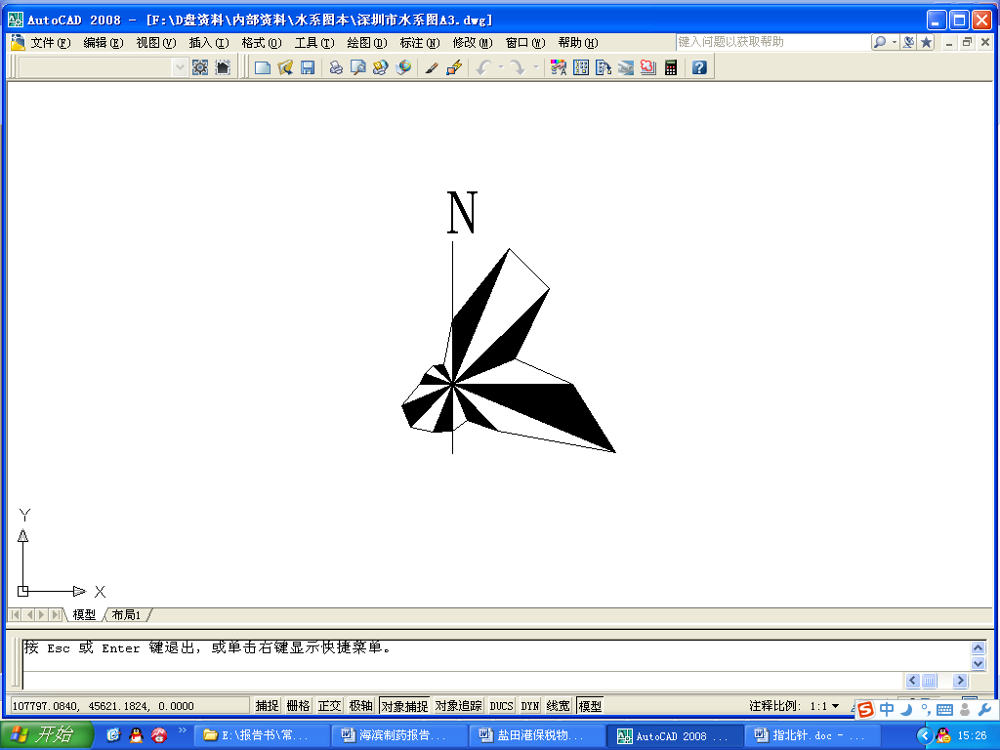 AutoCAD 2008 - [F:\D盘资料\内部资料\水系图本\深圳市水系图A3.dwg]
文件(F) 编辑(E) 视图(V) 插入(I) 格式(O) 工具(T) 绘图(D) 标注(N) 修改(M) 窗口(W) 帮助(H) 键入问题以获取帮助
N
Y
X
模型 布局1
按 Esc 或 Enter 键退出，或单击右键显示快捷菜单。
107797.0840, 45621.1824, 0.0000 捕捉 栅格 正交 极轴 对象捕捉 对象追踪 DUCS DYN 线宽 模型 注释比例: 1:1
S 中
开始 E:\报告书\常... 海滨制药报告... 盐田港保税物... AutoCAD 2008 ... 指北针.doc - ... 15:26